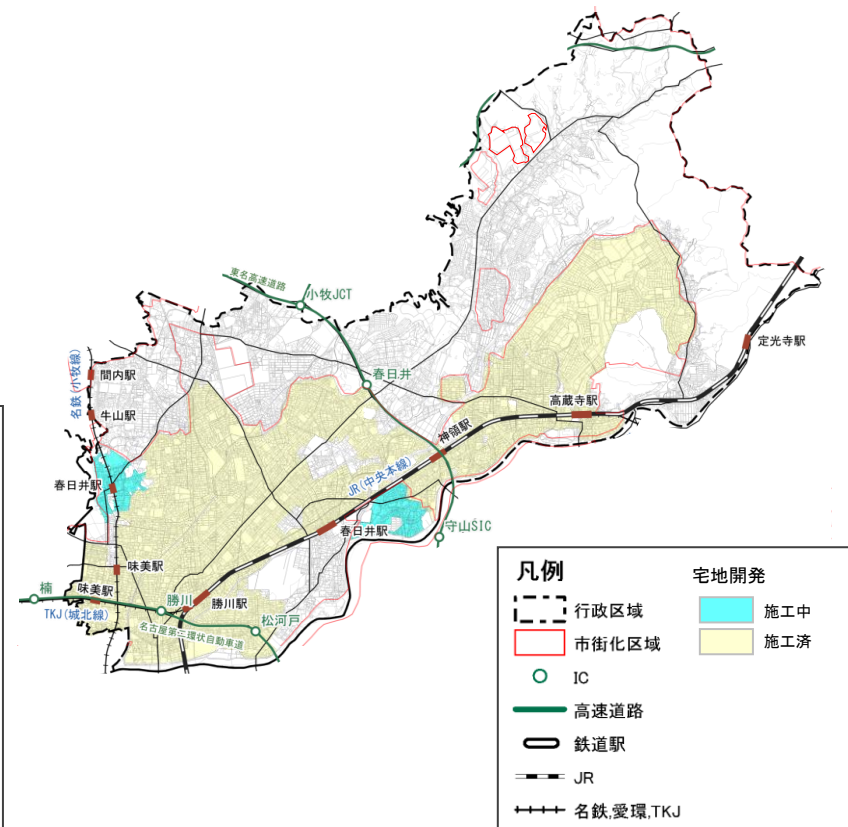 東名高速道路
小牧JCT
定光寺駅
名鉄(小牧線)
間内駅
春日井
牛山駅
高蔵寺駅
神領駅
JR(中央本線)
春日井駅
春日井駅
守山SIC
味美駅
楠
味美駅
勝川
勝川駅
TKJ(城北線)
名古屋第二環状自動車道
松河戸
凡例
宅地開発
行政区域
施工中
市街化区域
施工済
IC
高速道路
鉄道駅
JR
名鉄,愛環,TKJ